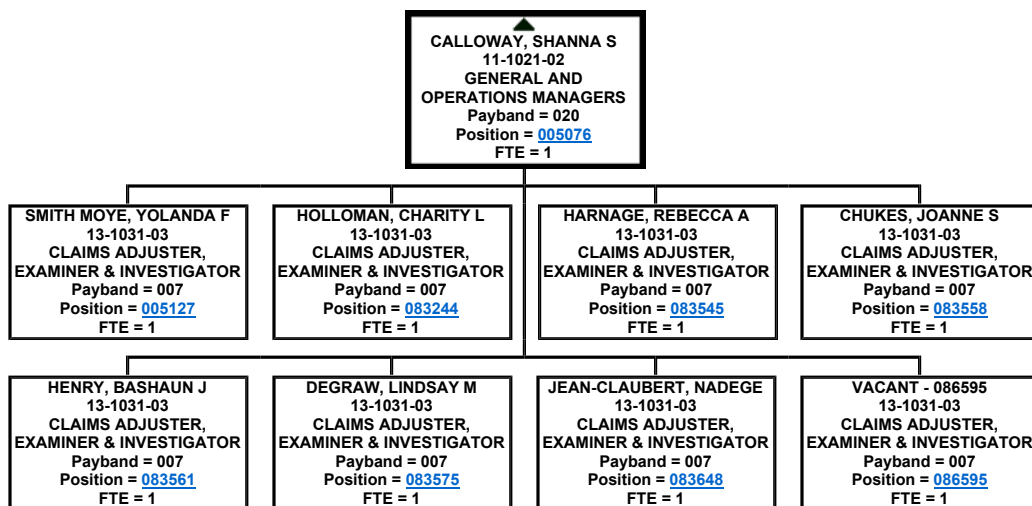 CALLOWAY, SHANNA S
11-1021-02
GENERAL AND
OPERATIONS MANAGERS
Payband = 020
Position = 005076
FTE = 1
SMITH MOYE, YOLANDA F
13-1031-03
CLAIMS ADJUSTER,
EXAMINER & INVESTIGATOR
Payband = 007
Position = 005127
FTE = 1
HOLLOMAN, CHARITY L
13-1031-03
CLAIMS ADJUSTER,
EXAMINER & INVESTIGATOR
Payband = 007
Position = 083244
FTE = 1
HARNAGE, REBECCA A
13-1031-03
CLAIMS ADJUSTER,
EXAMINER & INVESTIGATOR
Payband = 007
Position = 083545
FTE = 1
CHUKES, JOANNE S
13-1031-03
CLAIMS ADJUSTER,
EXAMINER & INVESTIGATOR
Payband = 007
Position = 083558
FTE = 1
HENRY, BASHAUN J
13-1031-03
CLAIMS ADJUSTER,
EXAMINER & INVESTIGATOR
Payband = 007
Position = 083561
FTE = 1
DEGRAW, LINDSAY M
13-1031-03
CLAIMS ADJUSTER,
EXAMINER & INVESTIGATOR
Payband = 007
Position = 083575
FTE = 1
JEAN-CLAUBERT, NADEGE
13-1031-03
CLAIMS ADJUSTER,
EXAMINER & INVESTIGATOR
Payband = 007
Position = 083648
FTE = 1
VACANT - 086595
13-1031-03
CLAIMS ADJUSTER,
EXAMINER & INVESTIGATOR
Payband = 007
Position = 086595
FTE = 1